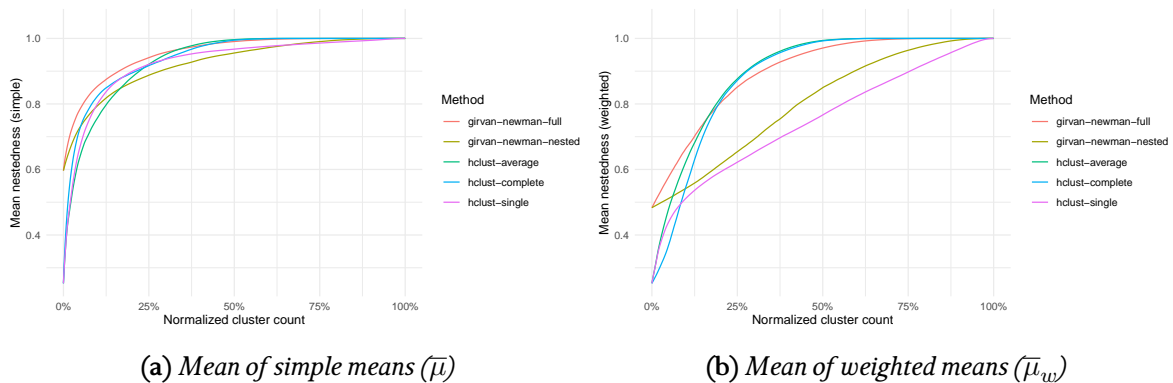 1.0
0.8
0.6
0.4
Mean nestedness (simple)
0%
25%
50%
75%
100%
Normalized cluster count
Method
girvan−newman−full
girvan−newman−nested
hclust−average
hclust−complete
hclust−single
(a) Mean of simple means (μ̅)
1.0
0.8
0.6
0.4
Mean nestedness (weighted)
0%
25%
50%
75%
100%
Normalized cluster count
Method
girvan−newman−full
girvan−newman−nested
hclust−average
hclust−complete
hclust−single
(b) Mean of weighted means (μ̅w)